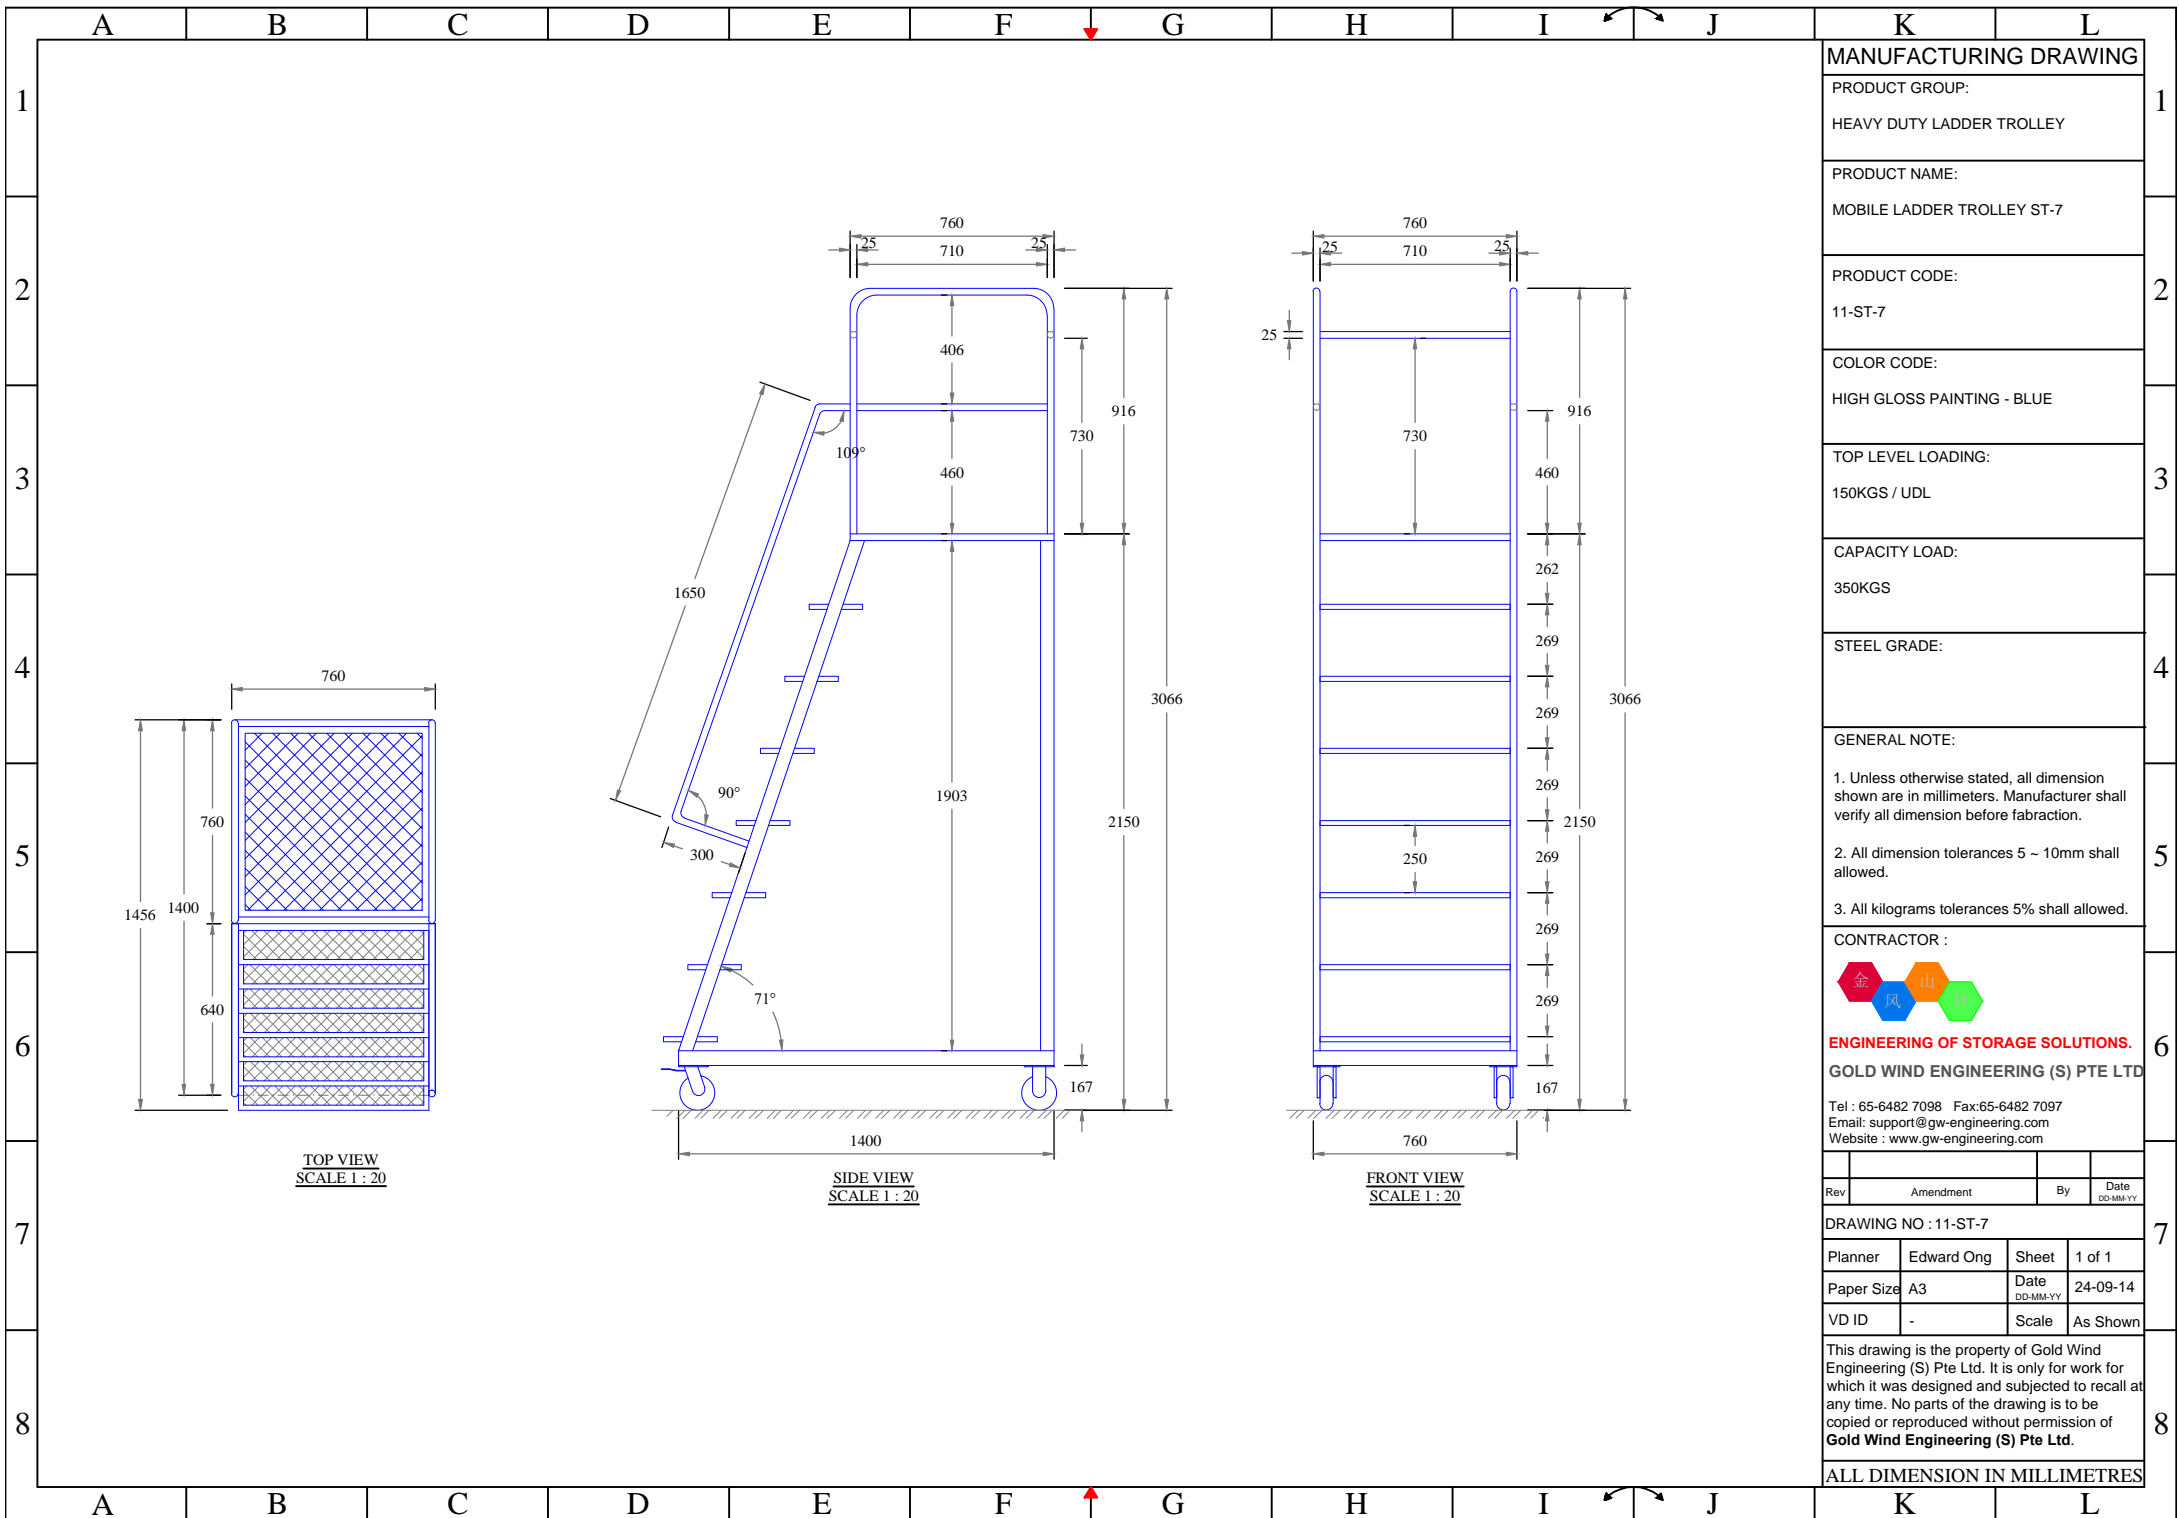 A B C D E F G H I J K L
MANUFACTURING DRAWING
PRODUCT GROUP:
HEAVY DUTY LADDER TROLLEY
PRODUCT NAME:
MOBILE LADDER TROLLEY ST-7
PRODUCT CODE:
11-ST-7
COLOR CODE:
HIGH GLOSS PAINTING - BLUE
TOP LEVEL LOADING:
150KGS / UDL
CAPACITY LOAD:
350KGS
STEEL GRADE:
GENERAL NOTE:
1. Unless otherwise stated, all dimension
shown are in millimeters. Manufacturer shall
verify all dimension before fabraction.
2. All dimension tolerances 5 ~ 10mm shall
allowed.
3. All kilograms tolerances 5% shall allowed.
CONTRACTOR :
金 风 山
ENGINEERING OF STORAGE SOLUTIONS.
GOLD WIND ENGINEERING (S) PTE LTD
Tel : 65-6482 7098 Fax:65-6482 7097
Email: support@gw-engineering.com
Website : www.gw-engineering.com
Rev Amendment By Date
DD-MM-YY
DRAWING NO : 11-ST-7
Planner Edward Ong Sheet 1 of 1
Paper Size A3 Date DD-MM-YY 24-09-14
VD ID - Scale As Shown
This drawing is the property of Gold Wind
Engineering (S) Pte Ltd. It is only for work for
which it was designed and subjected to recall at
any time. No parts of the drawing is to be
copied or reproduced without permission of
Gold Wind Engineering (S) Pte Ltd.
ALL DIMENSION IN MILLIMETRES
1 1
2 2
3 3
4 4
5 5
6 6
7 7
8 8
760
1456
1400
760
640
TOP VIEW
SCALE 1 : 20
760
25 25
710
406
916
730
109°
460
1650
3066
90°
1903
2150
300
71°
167
1400
SIDE VIEW
SCALE 1 : 20
760
25 25
710
25
916
730
460
262
269
3066
269
269
2150
250
269
269
269
167
760
FRONT VIEW
SCALE 1 : 20
A B C D E F G H I J K L